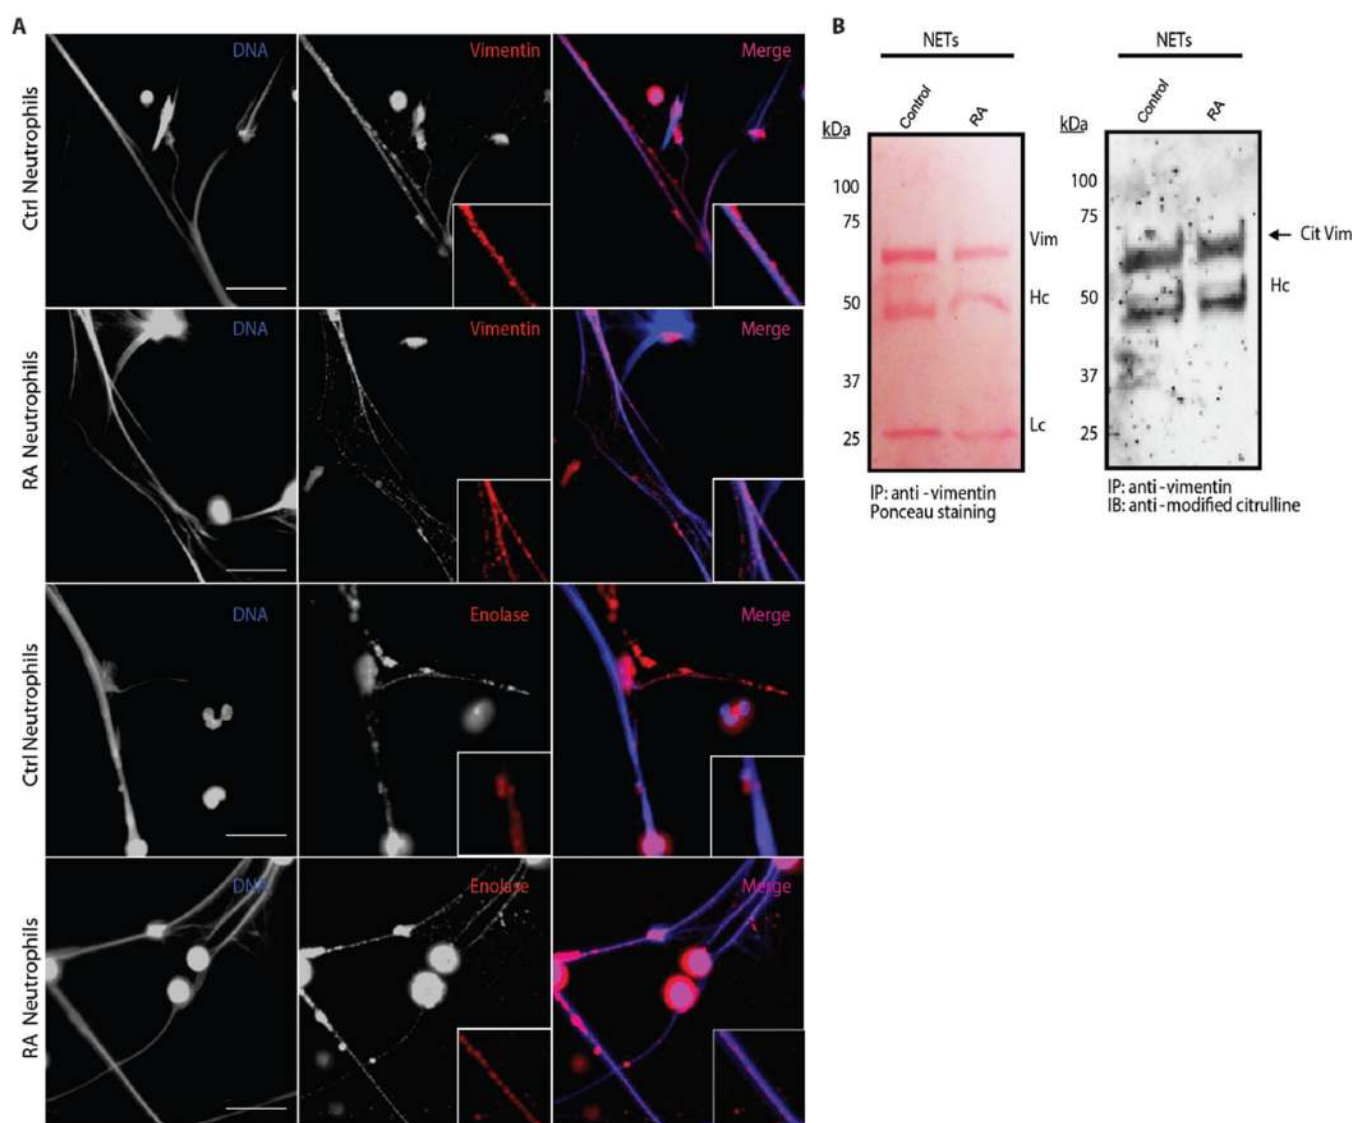 A
Ctrl Neutrophils
DNA
Vimentin
Merge
RA Neutrophils
DNA
Vimentin
Merge
Ctrl Neutrophils
DNA
Enolase
Merge
RA Neutrophils
DNA
Enolase
Merge
B
NETs
Control
RA
kDa
100
75
50
37
25
Vim
Hc
Lc
IP: anti-vimentin
Ponceau staining
NETs
Control
RA
kDa
100
75
50
37
25
Cit Vim
Hc
IP: anti-vimentin
IB: anti-modified citrulline